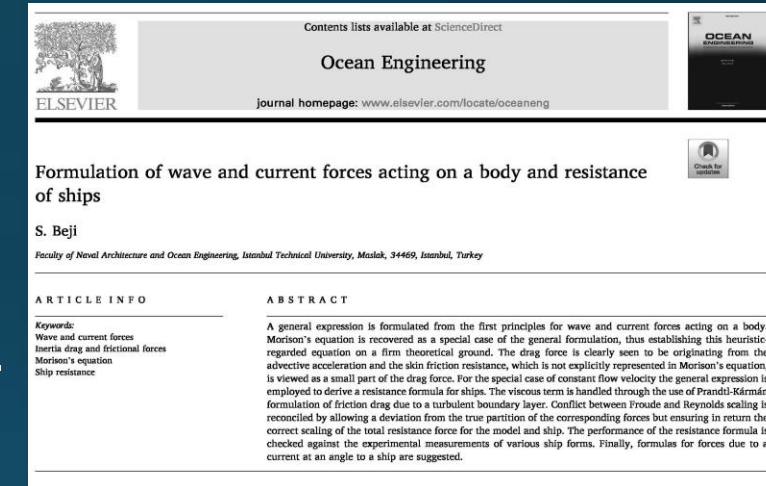 Contents lists available at ScienceDirect
Ocean Engineering
journal homepage: www.elsevier.com/locate/oceaneng
ELSEVIER
OCEAN
ENGINEERING
Check for
updates
Formulation of wave and current forces acting on a body and resistance
of ships
S. Beji
Faculty of Naval Architecture and Ocean Engineering, Istanbul Technical University, Maslak, 34469, Istanbul, Turkey
ARTICLE INFO
Keywords:
Wave and current forces
Inertia drag and frictional forces
Morison's equation
Ship resistance
ABSTRACT
A general expression is formulated from the first principles for wave and current forces acting on a body.
Morison's equation is recovered as a special case of the general formulation, thus establishing this heuristic-
regarded equation on a firm theoretical ground. The drag force is clearly seen to be originating from the
advective acceleration and the skin friction resistance, which is not explicitly represented in Morison's equation,
is viewed as a small part of the drag force. For the special case of constant flow velocity the general expression is
employed to derive a resistance formula for ships. The viscous term is handled through the use of Prandtl-Kármán
formulation of friction drag due to a turbulent boundary layer. Conflict between Froude and Reynolds scaling is
reconciled by allowing a deviation from the true partition of the corresponding forces but ensuring in return the
correct scaling of the total resistance force for the model and ship. The performance of the resistance formula is
checked against the experimental measurements of various ship forms. Finally, formulas for forces due to a
current at an angle to a ship are suggested.